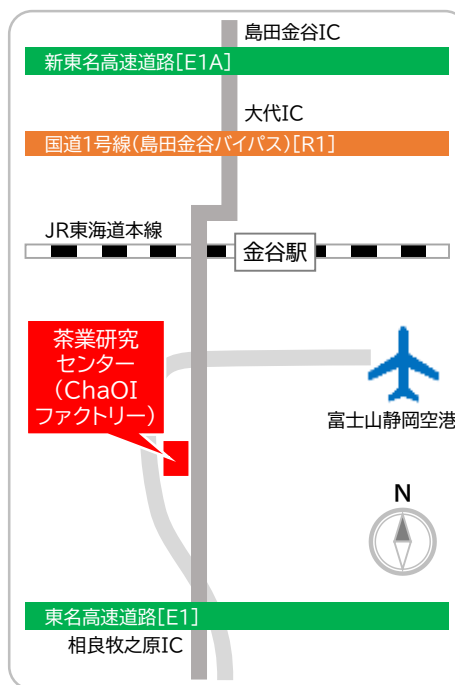 島田金谷IC
新東名高速道路[E1A]
大代IC
国道1号線(島田金谷バイパス)[R1]
JR東海道本線
金谷駅
茶業研究
センター
(ChaOI
ファクトリー)
富士山静岡空港
N
東名高速道路[E1]
相良牧之原IC